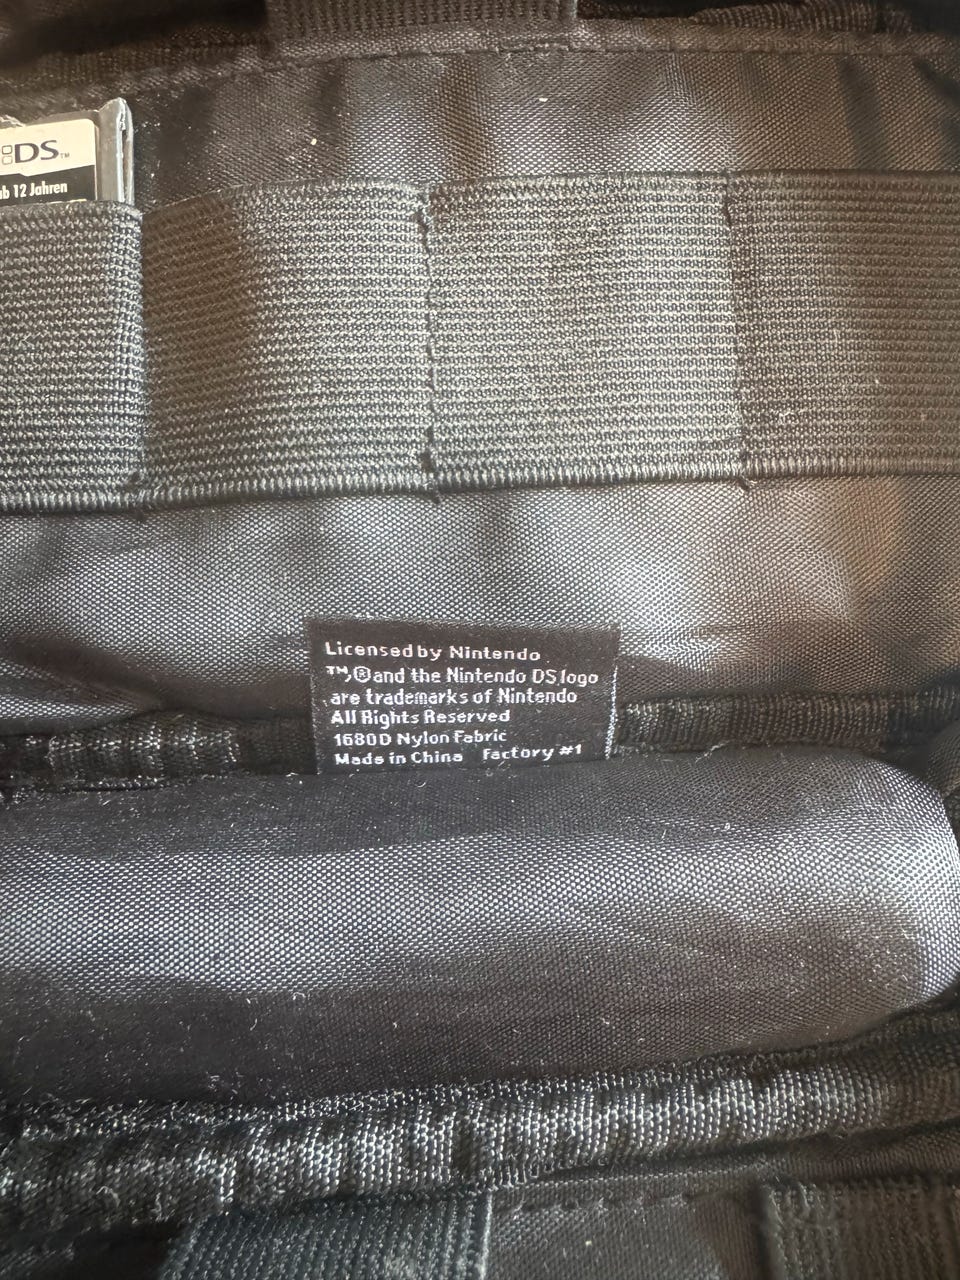 DS™
ab 12 Jahren
Licensed by Nintendo
™,® and the Nintendo DS logo
are trademarks of Nintendo
All Rights Reserved
1680D Nylon Fabric
Made in China Factory #1